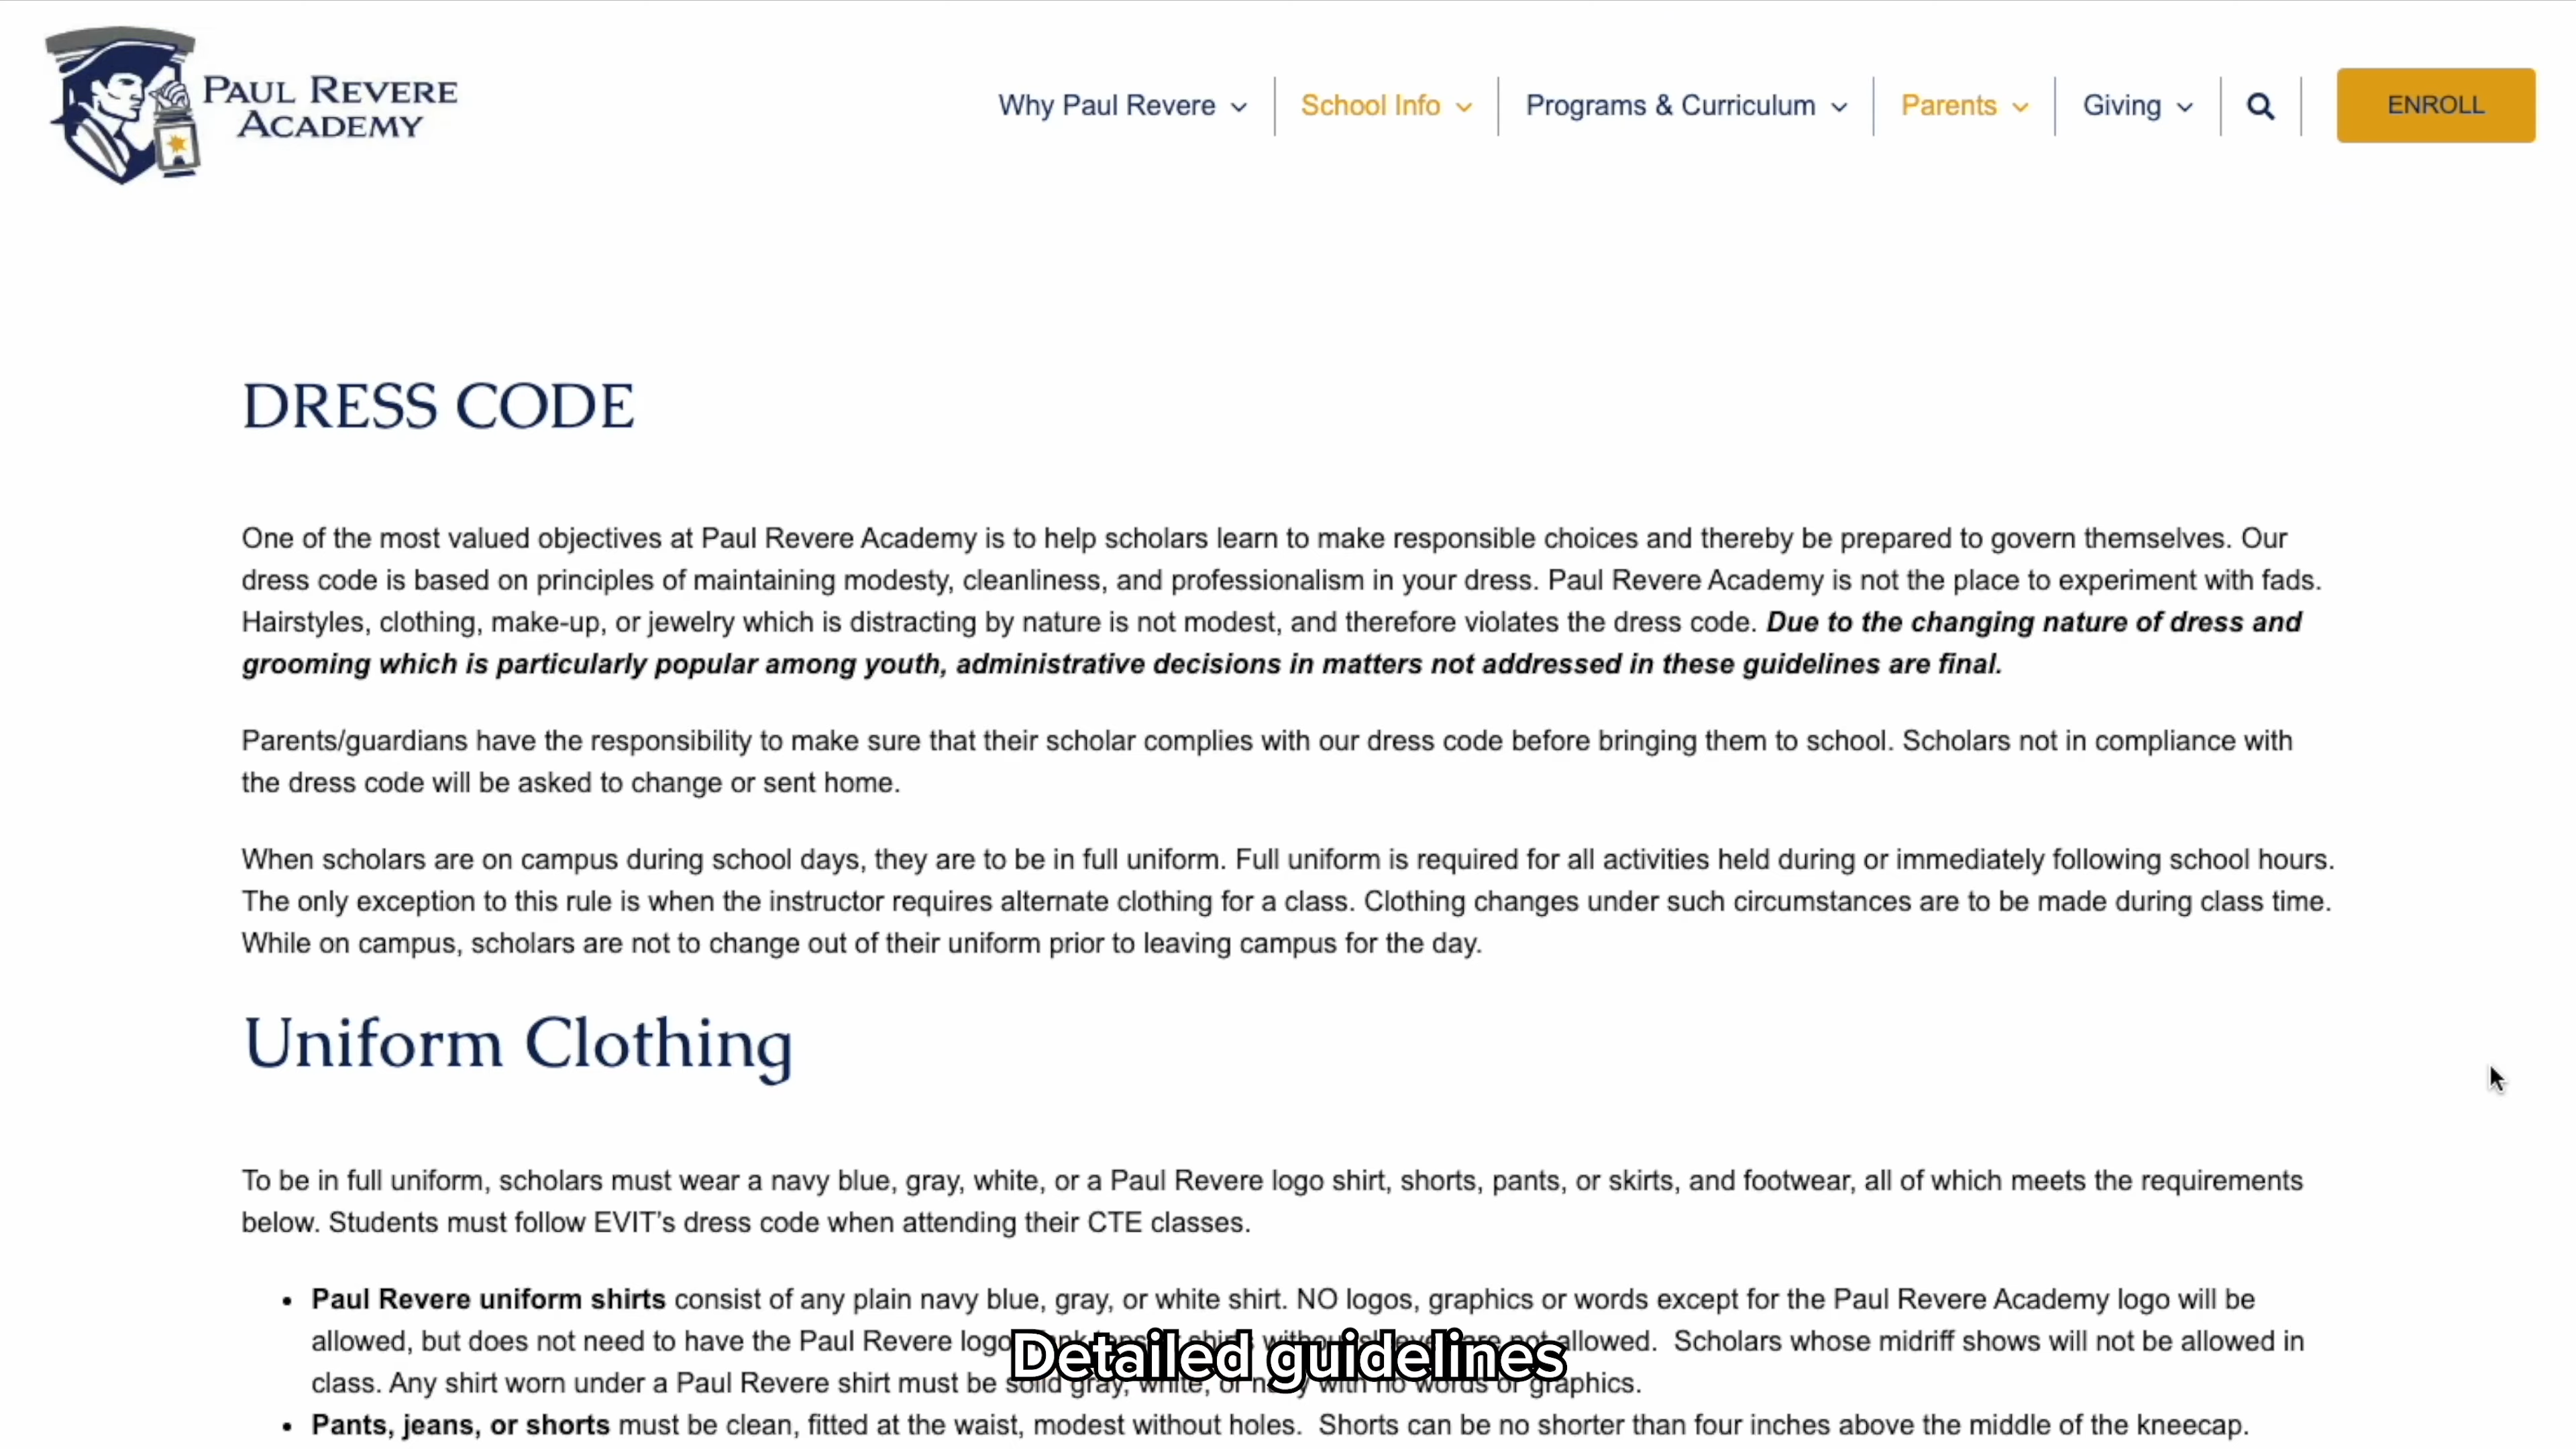 PAUL REVERE
ACADEMY
Why Paul Revere
School Info
Programs & Curriculum
Parents
Giving
ENROLL
DRESS CODE
One of the most valued objectives at Paul Revere Academy is to help scholars learn to make responsible choices and thereby be prepared to govern themselves. Our
dress code is based on principles of maintaining modesty, cleanliness, and professionalism in your dress. Paul Revere Academy is not the place to experiment with fads.
Hairstyles, clothing, make-up, or jewelry which is distracting by nature is not modest, and therefore violates the dress code. Due to the changing nature of dress and
grooming which is particularly popular among youth, administrative decisions in matters not addressed in these guidelines are final.
Parents/guardians have the responsibility to make sure that their scholar complies with our dress code before bringing them to school. Scholars not in compliance with
the dress code will be asked to change or sent home.
When scholars are on campus during school days, they are to be in full uniform. Full uniform is required for all activities held during or immediately following school hours.
The only exception to this rule is when the instructor requires alternate clothing for a class. Clothing changes under such circumstances are to be made during class time.
While on campus, scholars are not to change out of their uniform prior to leaving campus for the day.
Uniform Clothing
To be in full uniform, scholars must wear a navy blue, gray, white, or a Paul Revere logo shirt, shorts, pants, or skirts, and footwear, all of which meets the requirements
below. Students must follow EVIT's dress code when attending their CTE classes.
• Paul Revere uniform shirts consist of any plain navy blue, gray, or white shirt. NO logos, graphics or words except for the Paul Revere Academy logo will be
allowed, but does not need to have the Paul Revere logo without are not allowed. Scholars whose midriff shows will not be allowed in
Detailed guidelines
class. Any shirt worn under a Paul Revere shirt must be solid gray, white, or navy with no words or graphics.
• Pants, jeans, or shorts must be clean, fitted at the waist, modest without holes. Shorts can be no shorter than four inches above the middle of the kneecap.